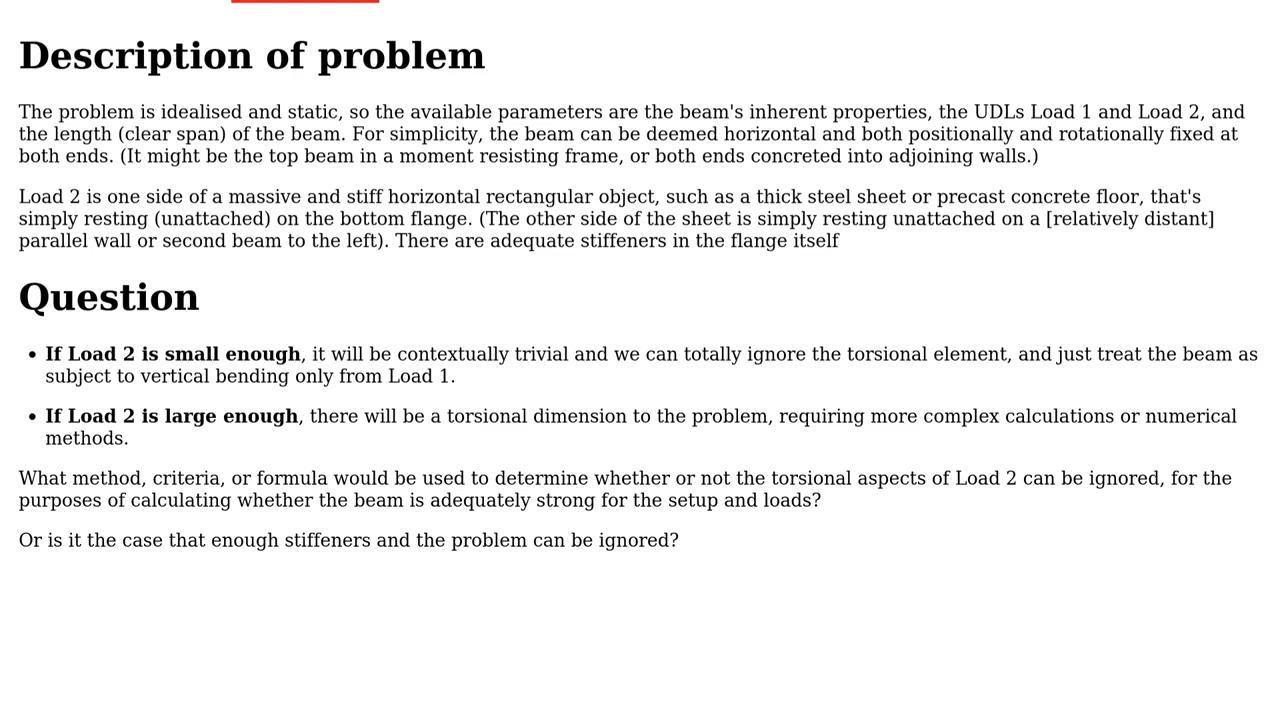 Description of problem
The problem is idealised and static, so the available parameters are the beam's inherent properties, the UDLs Load 1 and Load 2, and
the length (clear span) of the beam. For simplicity, the beam can be deemed horizontal and both positionally and rotationally fixed at
both ends. (It might be the top beam in a moment resisting frame, or both ends concreted into adjoining walls.)
Load 2 is one side of a massive and stiff horizontal rectangular object, such as a thick steel sheet or precast concrete floor, that's
simply resting (unattached) on the bottom flange. (The other side of the sheet is simply resting unattached on a [relatively distant]
parallel wall or second beam to the left). There are adequate stiffeners in the flange itself
Question
• If Load 2 is small enough, it will be contextually trivial and we can totally ignore the torsional element, and just treat the beam as
subject to vertical bending only from Load 1.
• If Load 2 is large enough, there will be a torsional dimension to the problem, requiring more complex calculations or numerical
methods.
What method, criteria, or formula would be used to determine whether or not the torsional aspects of Load 2 can be ignored, for the
purposes of calculating whether the beam is adequately strong for the setup and loads?
Or is it the case that enough stiffeners and the problem can be ignored?